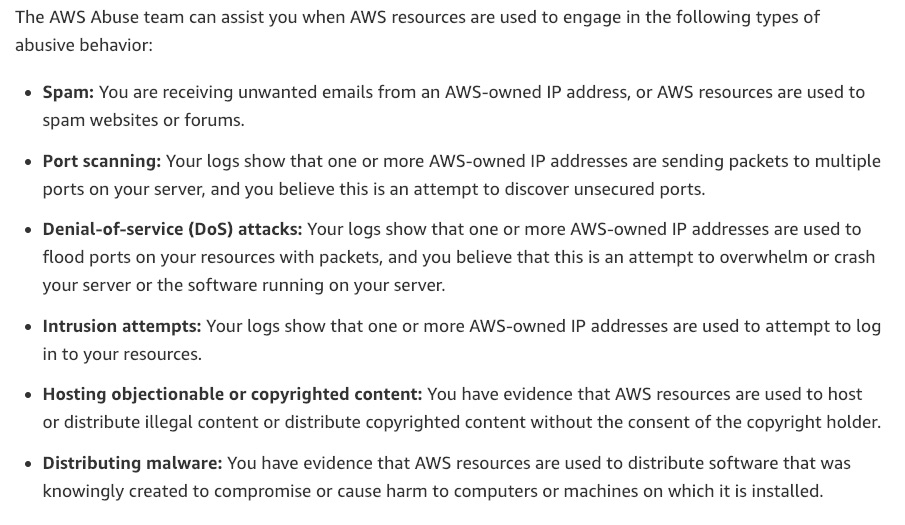 The AWS Abuse team can assist you when AWS resources are used to engage in the following types of
abusive behavior:
• Spam: You are receiving unwanted emails from an AWS-owned IP address, or AWS resources are used to
spam websites or forums.
• Port scanning: Your logs show that one or more AWS-owned IP addresses are sending packets to multiple
ports on your server, and you believe this is an attempt to discover unsecured ports.
• Denial-of-service (DoS) attacks: Your logs show that one or more AWS-owned IP addresses are used to
flood ports on your resources with packets, and you believe that this is an attempt to overwhelm or crash
your server or the software running on your server.
• Intrusion attempts: Your logs show that one or more AWS-owned IP addresses are used to attempt to log
in to your resources.
• Hosting objectionable or copyrighted content: You have evidence that AWS resources are used to host
or distribute illegal content or distribute copyrighted content without the consent of the copyright holder.
• Distributing malware: You have evidence that AWS resources are used to distribute software that was
knowingly created to compromise or cause harm to computers or machines on which it is installed.